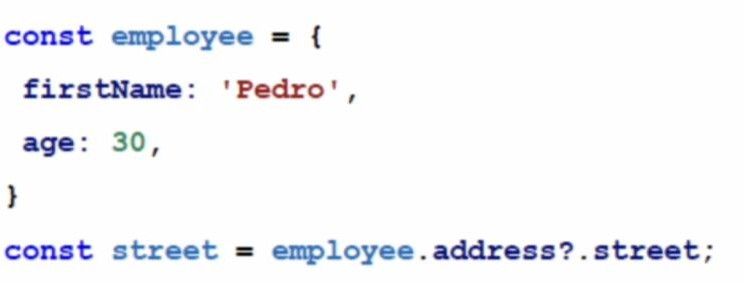 const employee = {
firstName: 'Pedro',
age: 30,
}
const street = employee.address?.street;